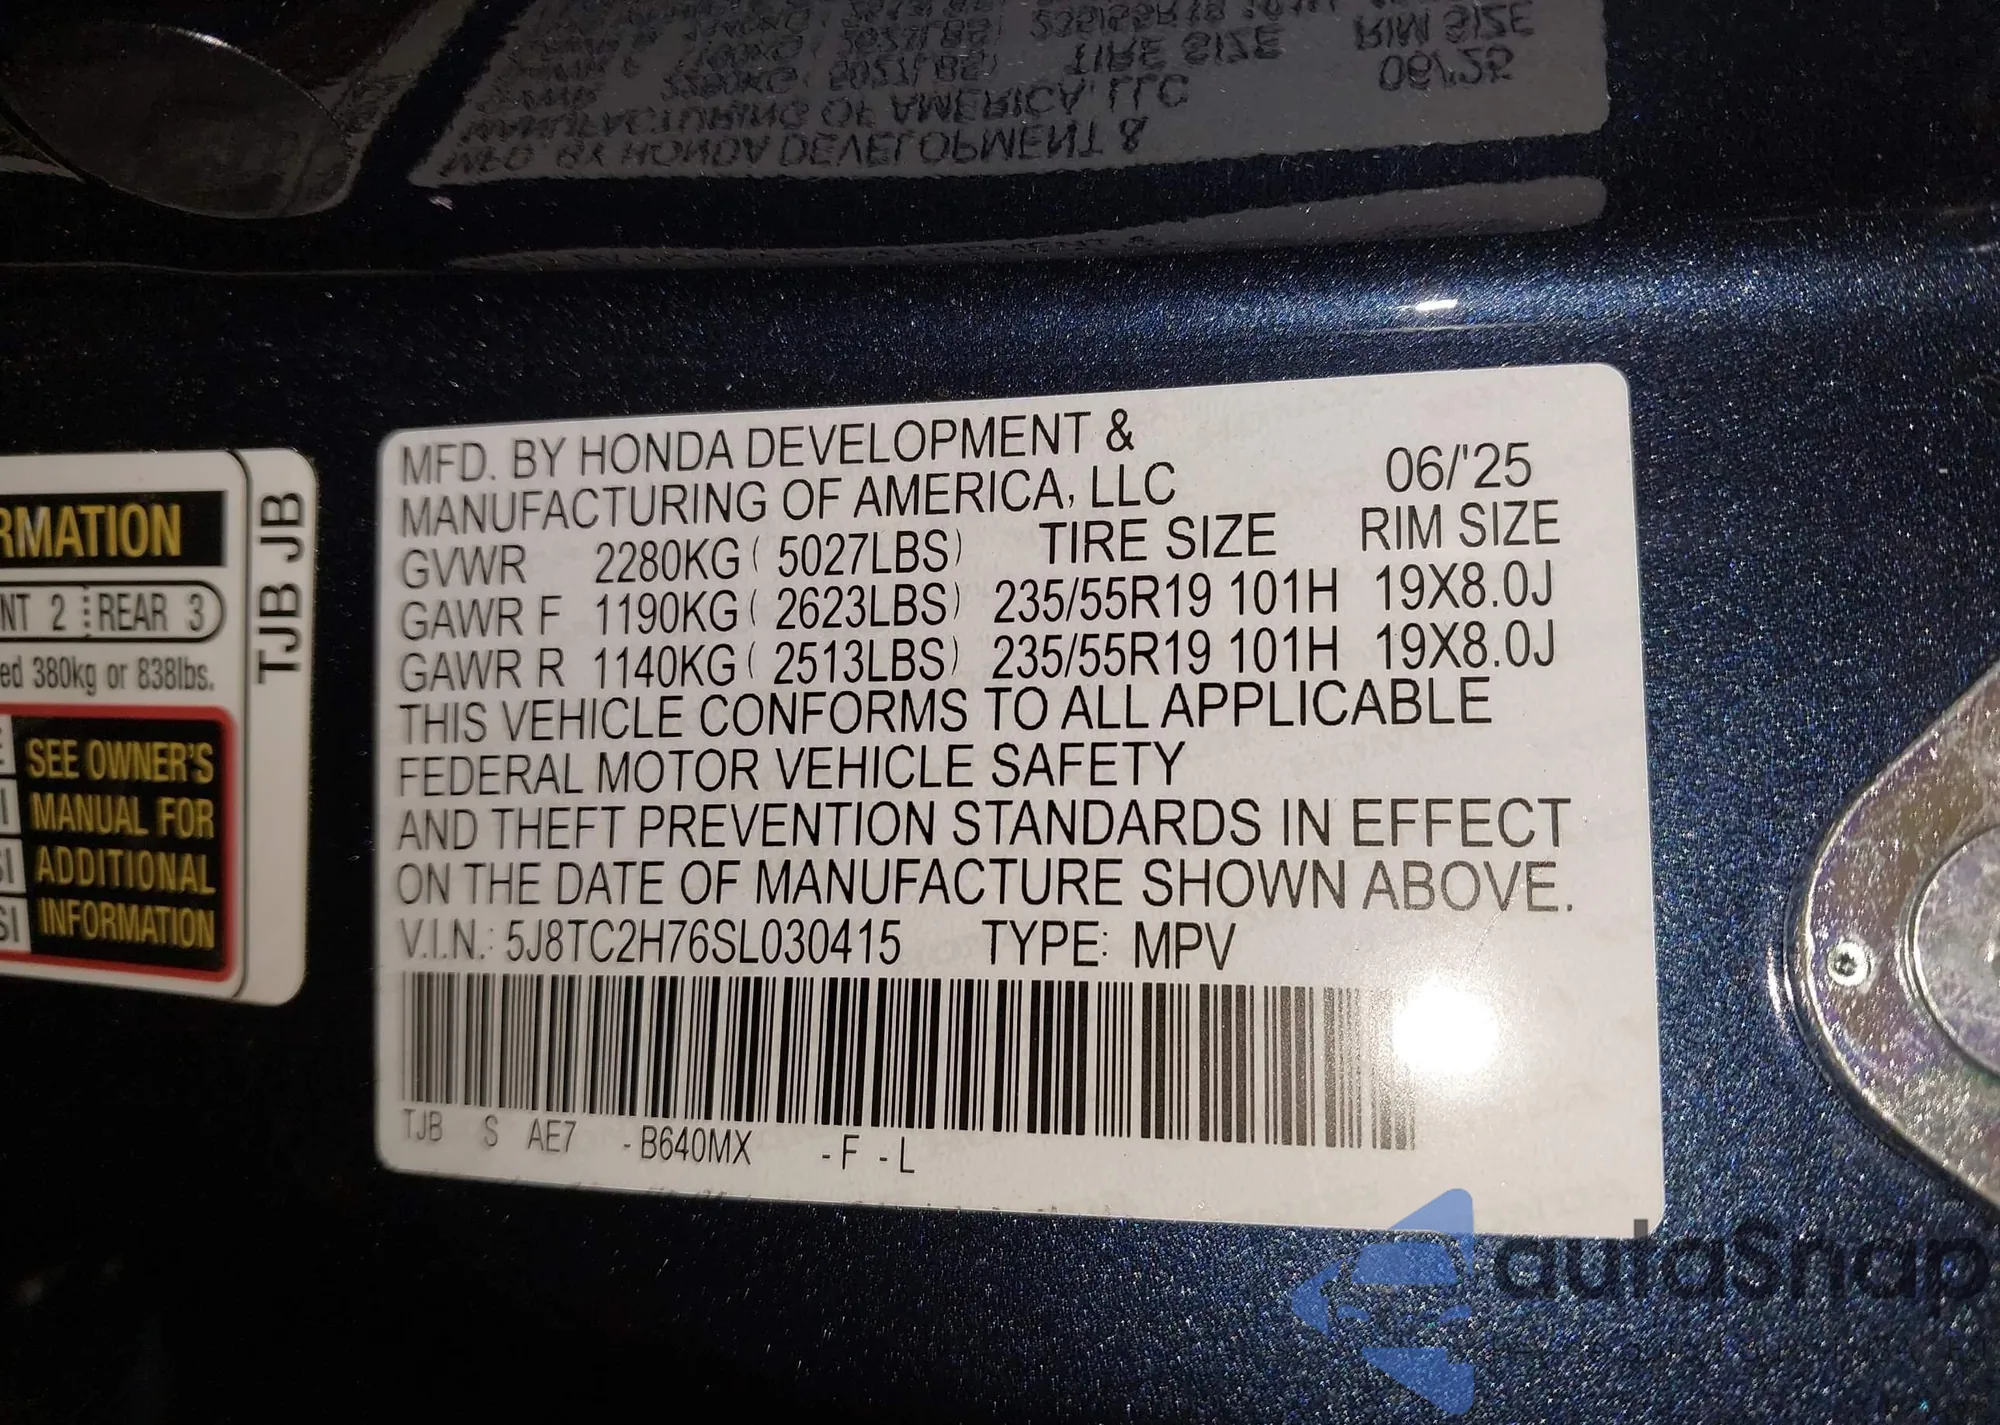 MFD. BY HONDA DEVELOPMENT &
MANUFACTURING OF AMERICA, LLC 06/'25
GVWR 2280KG ( 5027LBS) TIRE SIZE RIM SIZE
GAWR F 1190KG ( 2623LBS) 235/55R19 101H 19X8.0J
GAWR R 1140KG ( 2513LBS) 235/55R19 101H 19X8.0J
THIS VEHICLE CONFORMS TO ALL APPLICABLE
FEDERAL MOTOR VEHICLE SAFETY
AND THEFT PREVENTION STANDARDS IN EFFECT
ON THE DATE OF MANUFACTURE SHOWN ABOVE.
V.I.N.: 5J8TC2H76SL030415 TYPE: MPV
TJB S AE7 -B640MX -F -L
RMATION
NT 2 REAR 3
ed 380kg or 838lbs.
SEE OWNER'S
MANUAL FOR
ADDITIONAL
INFORMATION
TJB JB
autoSnap